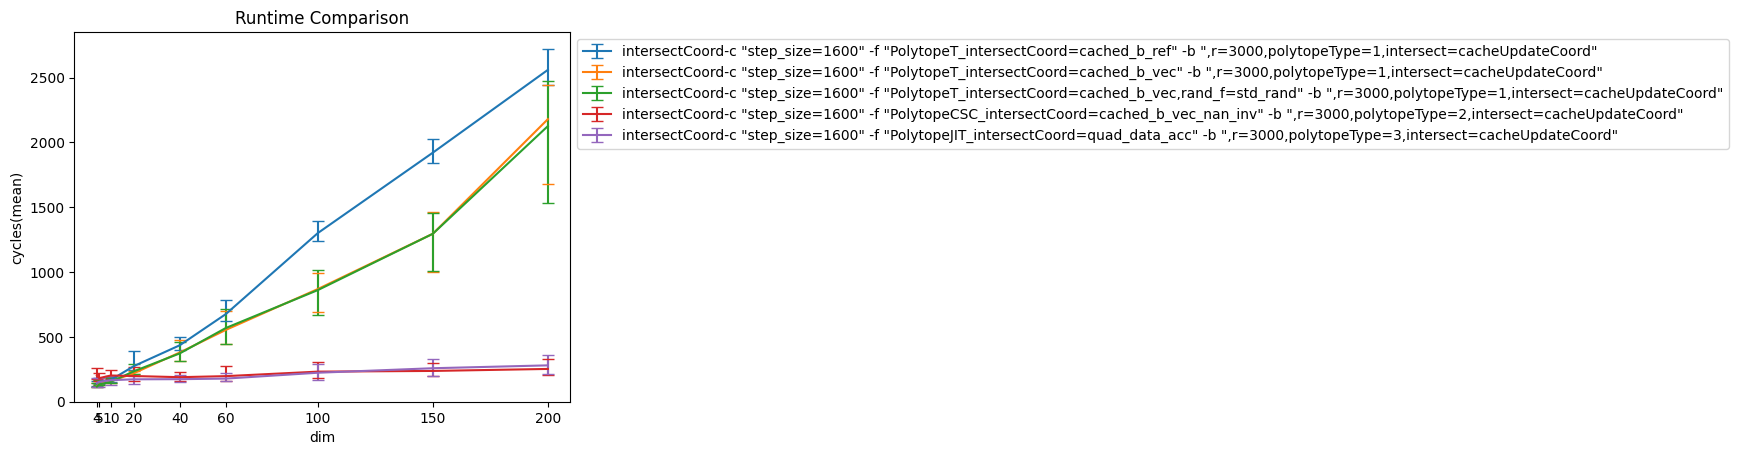 Runtime Comparison
intersectCoord-c "step_size=1600" -f "PolytopeT_intersectCoord=cached_b_ref" -b ",r=3000,polytopeType=1,intersect=cacheUpdateCoord"
intersectCoord-c "step_size=1600" -f "PolytopeT_intersectCoord=cached_b_vec" -b ",r=3000,polytopeType=1,intersect=cacheUpdateCoord"
intersectCoord-c "step_size=1600" -f "PolytopeT_intersectCoord=cached_b_vec,rand_f=std_rand" -b ",r=3000,polytopeType=1,intersect=cacheUpdateCoord"
intersectCoord-c "step_size=1600" -f "PolytopeCSC_intersectCoord=cached_b_vec_nan_inv" -b ",r=3000,polytopeType=2,intersect=cacheUpdateCoord"
intersectCoord-c "step_size=1600" -f "PolytopeJIT_intersectCoord=quad_data_acc" -b ",r=3000,polytopeType=3,intersect=cacheUpdateCoord"
cycles(mean)
2500
2000
1500
1000
500
0
4 5 10 20 40 60 100 150 200
dim